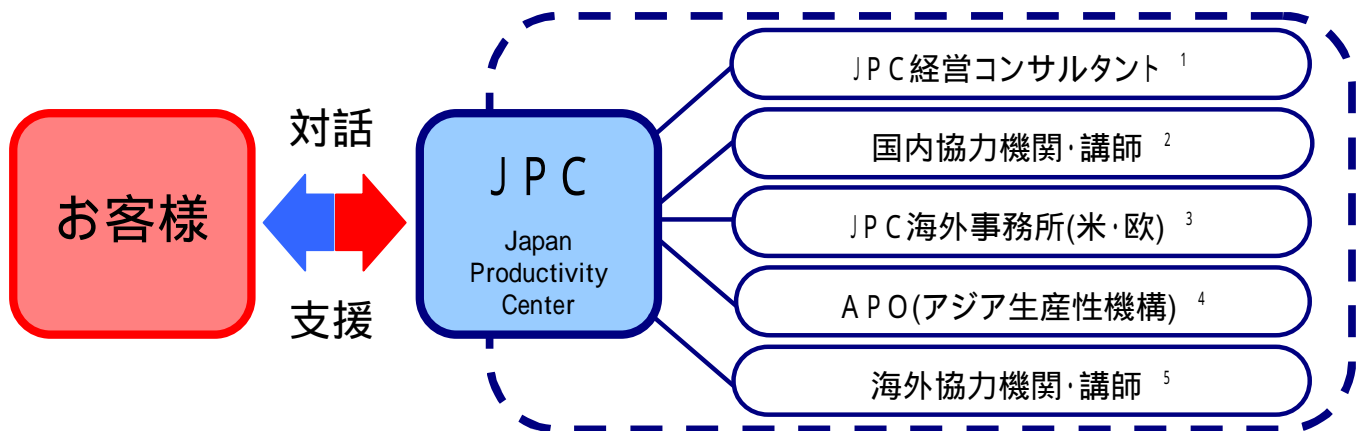 お客様
対話
支援
JPC
Japan
Productivity
Center
JPC経営コンサルタント 1
国内協力機関・講師 2
JPC海外事務所(米・欧) 3
APO(アジア生産性機構) 4
海外協力機関・講師 5